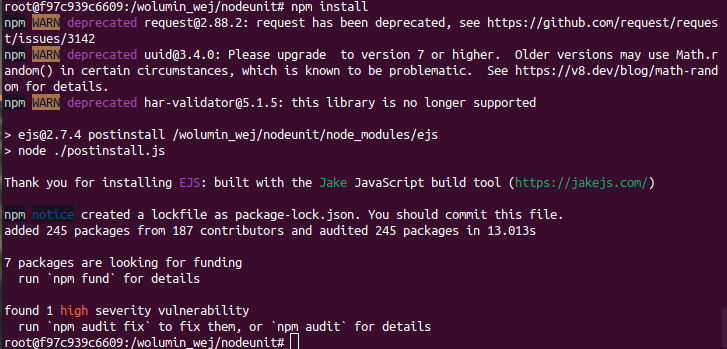 root@f97c939c6609:/wolumin_wej/nodeunit# npm install
npm WARN deprecated request@2.88.2: request has been deprecated, see https://github.com/request/reques
t/issues/3142
npm WARN deprecated uuid@3.4.0: Please upgrade  to version 7 or higher.  Older versions may use Math.r
andom() in certain circumstances, which is known to be problematic.  See https://v8.dev/blog/math-rand
om for details.
npm WARN deprecated har-validator@5.1.5: this library is no longer supported
> ejs@2.7.4 postinstall /wolumin_wej/nodeunit/node_modules/ejs
> node ./postinstall.js
Thank you for installing EJS: built with the Jake JavaScript build tool (https://jakejs.com/)
npm notice created a lockfile as package-lock.json. You should commit this file.
added 245 packages from 187 contributors and audited 245 packages in 13.013s
7 packages are looking for funding
  run `npm fund` for details
found 1 high severity vulnerability
  run `npm audit fix` to fix them, or `npm audit` for details
root@f97c939c6609:/wolumin_wej/nodeunit#